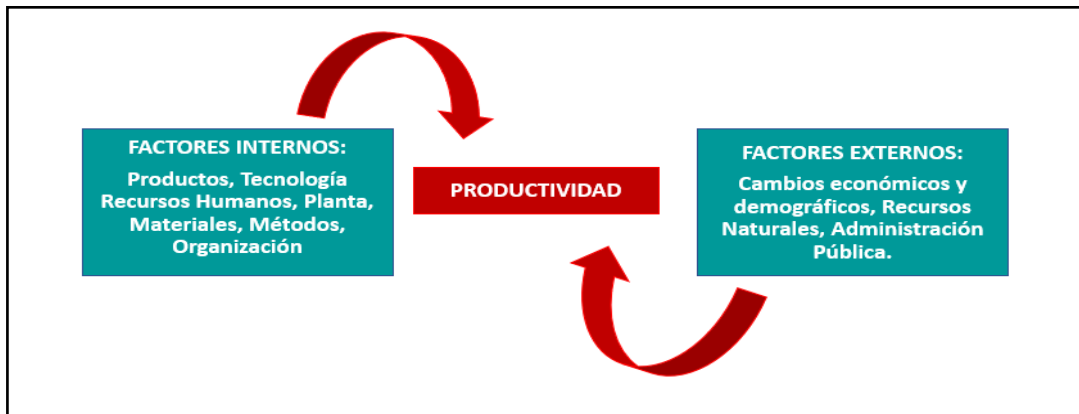 FACTORES INTERNOS:
Productos, Tecnología
Recursos Humanos, Planta,
Materiales, Métodos,
Organización
PRODUCTIVIDAD
FACTORES EXTERNOS:
Cambios económicos y
demográficos, Recursos
Naturales, Administración
Pública.